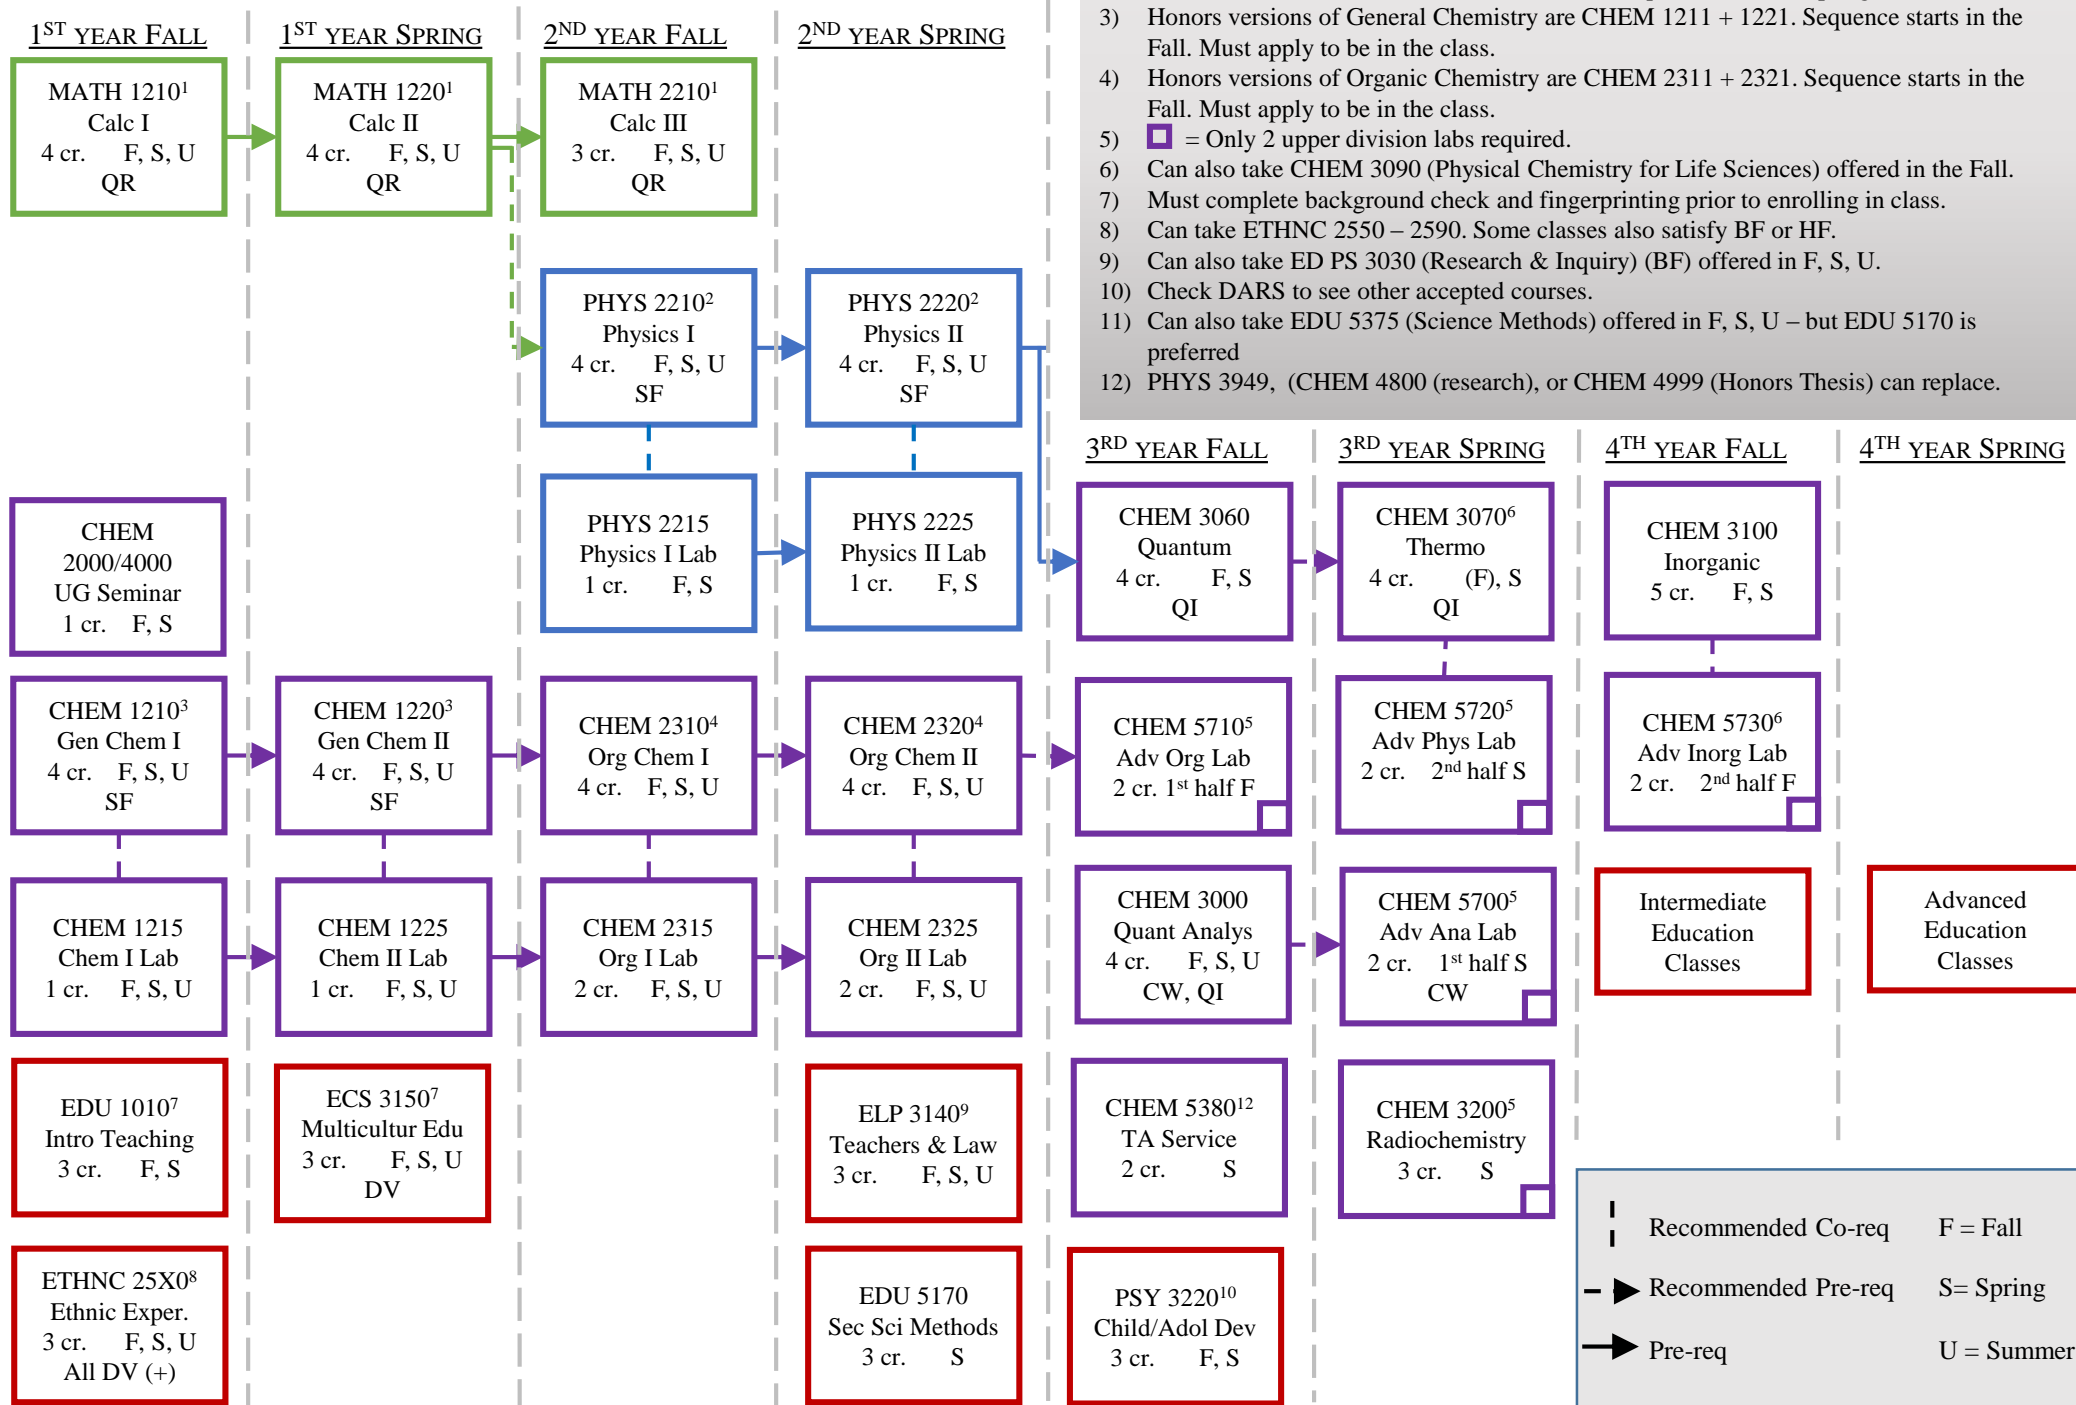 1ST YEAR FALL
1ST YEAR SPRING
2ND YEAR FALL
2ND YEAR SPRING
MATH 1210¹
Calc I
4 cr. F, S, U
QR
MATH 1220¹
Calc II
4 cr. F, S, U
QR
MATH 2210¹
Calc III
3 cr. F, S, U
QR
3) Honors versions of General Chemistry are CHEM 1211 + 1221. Sequence starts in the
Fall. Must apply to be in the class.
4) Honors versions of Organic Chemistry are CHEM 2311 + 2321. Sequence starts in the
Fall. Must apply to be in the class.
5) = Only 2 upper division labs required.
6) Can also take CHEM 3090 (Physical Chemistry for Life Sciences) offered in the Fall.
7) Must complete background check and fingerprinting prior to enrolling in class.
8) Can take ETHNC 2550 – 2590. Some classes also satisfy BF or HF.
9) Can also take ED PS 3030 (Research & Inquiry) (BF) offered in F, S, U.
10) Check DARS to see other accepted courses.
11) Can also take EDU 5375 (Science Methods) offered in F, S, U – but EDU 5170 is
preferred
12) PHYS 3949, (CHEM 4800 (research), or CHEM 4999 (Honors Thesis) can replace.
PHYS 2210²
Physics I
4 cr. F, S, U
SF
PHYS 2220²
Physics II
4 cr. F, S, U
SF
3RD YEAR FALL
3RD YEAR SPRING
4TH YEAR FALL
4TH YEAR SPRING
CHEM
2000/4000
UG Seminar
1 cr. F, S
PHYS 2215
Physics I Lab
1 cr. F, S
PHYS 2225
Physics II Lab
1 cr. F, S
CHEM 3060
Quantum
4 cr. F, S
QI
CHEM 3070⁶
Thermo
4 cr. (F), S
QI
CHEM 3100
Inorganic
5 cr. F, S
CHEM 1210³
Gen Chem I
4 cr. F, S, U
SF
CHEM 1220³
Gen Chem II
4 cr. F, S, U
SF
CHEM 2310⁴
Org Chem I
4 cr. F, S, U
CHEM 2320⁴
Org Chem II
4 cr. F, S, U
CHEM 5710⁵
Adv Org Lab
2 cr. 1st half F
CHEM 5720⁵
Adv Phys Lab
2 cr. 2nd half S
CHEM 5730⁶
Adv Inorg Lab
2 cr. 2nd half F
CHEM 1215
Chem I Lab
1 cr. F, S, U
CHEM 1225
Chem II Lab
1 cr. F, S, U
CHEM 2315
Org I Lab
2 cr. F, S, U
CHEM 2325
Org II Lab
2 cr. F, S, U
CHEM 3000
Quant Analys
4 cr. F, S, U
CW, QI
CHEM 5700⁵
Adv Ana Lab
2 cr. 1st half S
CW
Intermediate
Education
Classes
Advanced
Education
Classes
EDU 1010⁷
Intro Teaching
3 cr. F, S
ECS 3150⁷
Multicultur Edu
3 cr. F, S, U
DV
ELP 3140⁹
Teachers & Law
3 cr. F, S, U
CHEM 5380¹²
TA Service
2 cr. S
CHEM 3200⁵
Radiochemistry
3 cr. S
ETHNC 25X0⁸
Ethnic Exper.
3 cr. F, S, U
All DV (+)
EDU 5170
Sec Sci Methods
3 cr. S
PSY 3220¹⁰
Child/Adol Dev
3 cr. F, S
Recommended Co-req F = Fall
Recommended Pre-req S= Spring
Pre-req U = Summer